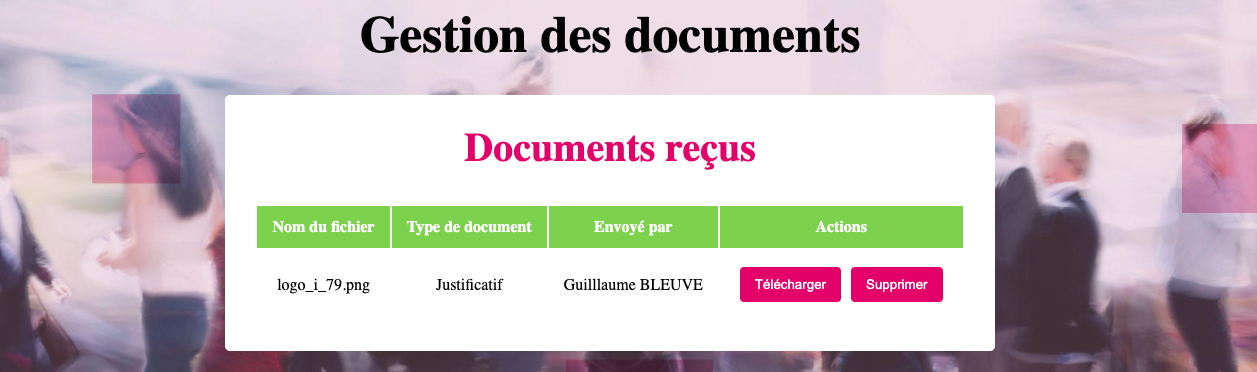 Gestion des documents
Documents reçus
Nom du fichier Type de document Envoyé par Actions
logo_i_79.png Justificatif Guilllaume BLEUVE Télécharger Supprimer